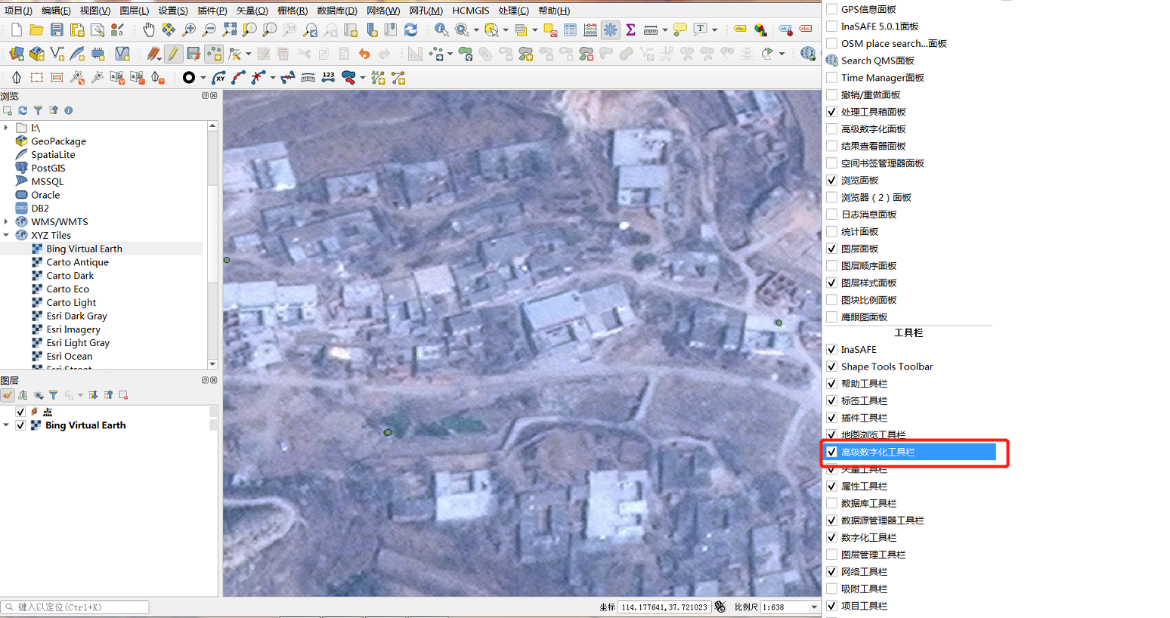 项目(J) 编辑(E) 视图(V) 图层(L) 设置(S) 插件(P) 矢量(O) 栅格(R) 数据库(D) 网络(W) 网孔(M) HCMGIS 处理(C) 帮助(H)
浏览
I:\
GeoPackage
SpatiaLite
PostGIS
MSSQL
Oracle
DB2
WMS/WMTS
XYZ Tiles
Bing Virtual Earth
Carto Antique
Carto Dark
Carto Eco
Carto Light
Esri Dark Gray
Esri Imagery
Esri Light Gray
Esri Ocean
Esri Street
图层
点
Bing Virtual Earth
键入以定位(Ctrl+K)
坐标 114.177641,37.721023 比例尺 1:638
GPS信息面板
InaSAFE 5.0.1面板
OSM place search...面板
Search QMS面板
Time Manager面板
撤销/重做面板
处理工具箱面板
高级数字化面板
结果查看器面板
空间书签管理器面板
浏览面板
浏览器（2）面板
日志消息面板
统计面板
图层面板
图层顺序面板
图层样式面板
图块比例面板
鹰眼图面板
工具栏
InaSAFE
Shape Tools Toolbar
帮助工具栏
标签工具栏
插件工具栏
地图浏览工具栏
高级数字化工具栏
矢量工具栏
属性工具栏
数据库工具栏
数据源管理器工具栏
数字化工具栏
图层管理工具栏
网络工具栏
吸附工具栏
项目工具栏